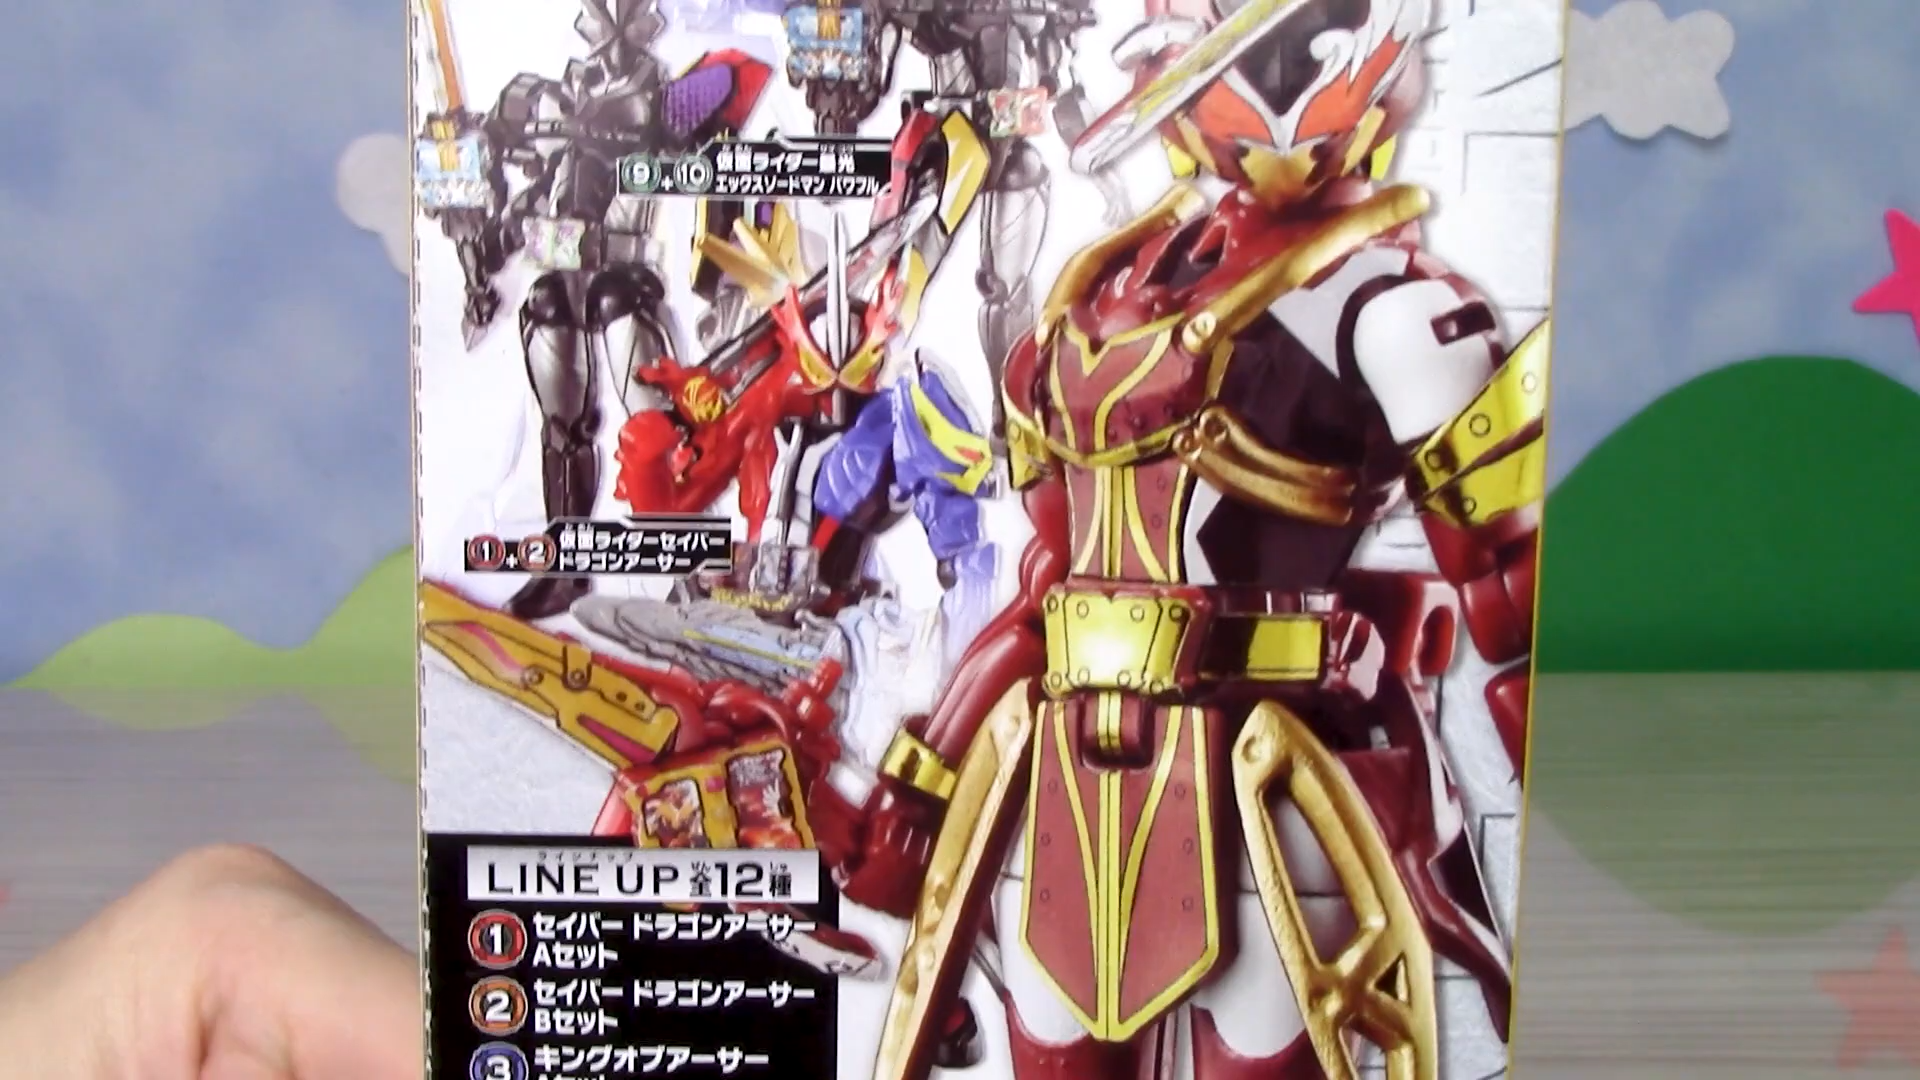 9+10 仮面ライダー最光
エックスソードマン パワフル
1+2 仮面ライダーセイバー
ドラゴンアーサー
LINE UP 全12種
1 セイバー ドラゴンアーサー
Aセット
2 セイバー ドラゴンアーサー
Bセット
3 キングオブアーサー